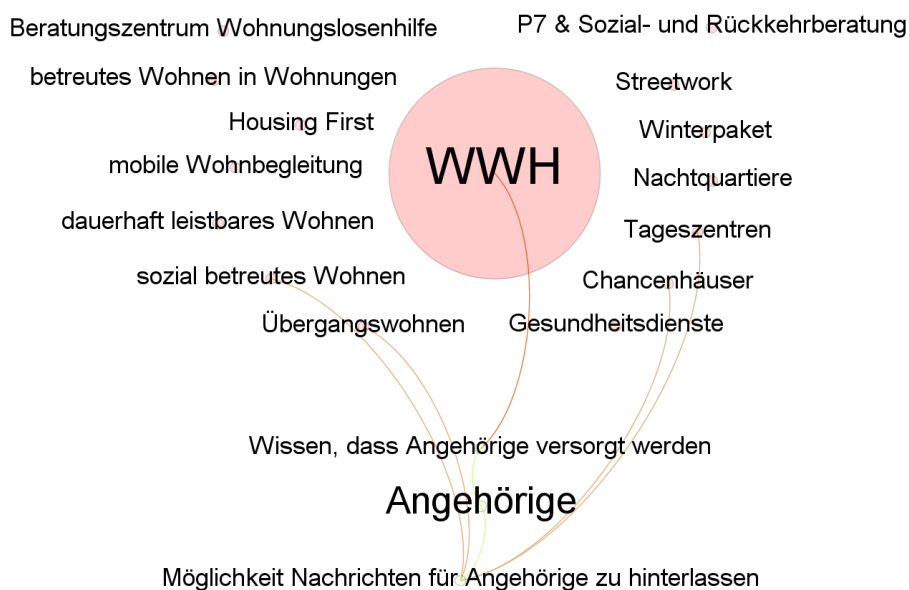 Beratungszentrum Wohnungslosenhilfe
P7 & Sozial- und Rückkehrberatung
betreutes Wohnen in Wohnungen
Streetwork
Housing First
Winterpaket
WWH
mobile Wohnbegleitung
Nachtquartiere
dauerhaft leistbares Wohnen
Tageszentren
sozial betreutes Wohnen
Chancenhäuser
Übergangswohnen
Gesundheitsdienste
Wissen, dass Angehörige versorgt werden
Angehörige
Möglichkeit Nachrichten für Angehörige zu hinterlassen